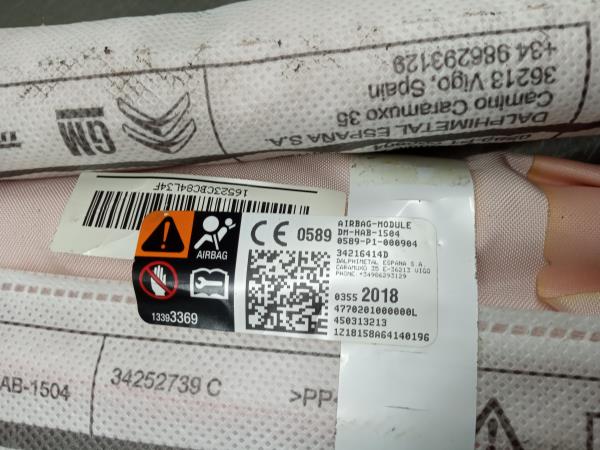 +34 986293129
36213 Vigo, Spain
Camino Caramuxo 35
DALPHIMETAL ESPANA S.A.
GM
16523CBC84L34F
AIRBAG
13393369
CE 0589
AIRBAG-MODULE
DM-HAB-1504
0589-P1-000904
34216414D
DALPHIMETAL ESPANA S.A.
CARAMUXO 35 E-36213 VIGO
PHONE +34986293129
0355 2018
4770201000000L
450313213
1Z18158A64140196
AB-1504
34252739 C
>PP-